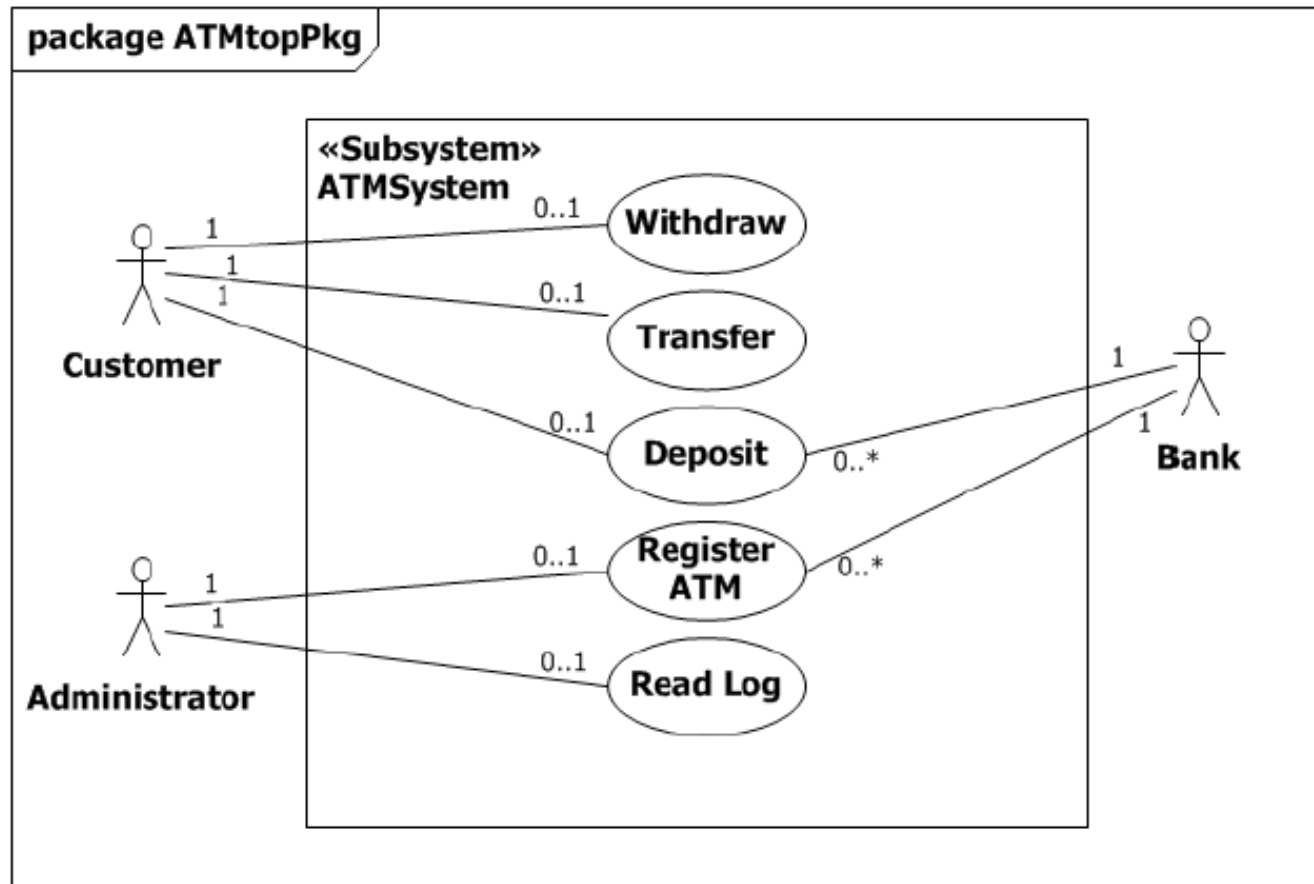 package ATMtopPkg
«Subsystem»
ATMSystem
1
0..1
Withdraw
1
0..1
Transfer
1
0..1
Deposit
Customer
1
0..*
1
0..*
Bank
1
0..1
Register
ATM
1
0..1
Read Log
Administrator